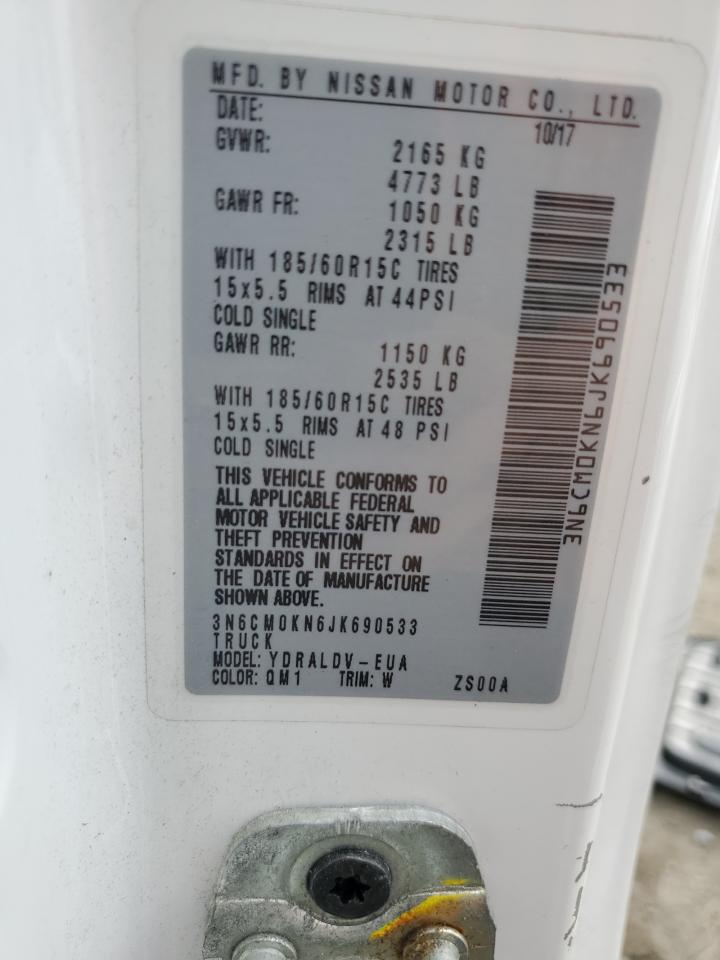 MFD. BY NISSAN MOTOR CO., LTD.
DATE: 10/17
GVWR: 2165 KG
4773 LB
GAWR FR: 1050 KG
2315 LB
WITH 185/60R15C TIRES
15x5.5 RIMS AT 44PSI
COLD SINGLE
GAWR RR: 1150 KG
2535 LB
WITH 185/60R15C TIRES
15x5.5 RIMS AT 48 PSI
COLD SINGLE
THIS VEHICLE CONFORMS TO
ALL APPLICABLE FEDERAL
MOTOR VEHICLE SAFETY AND
THEFT PREVENTION
STANDARDS IN EFFECT ON
THE DATE OF MANUFACTURE
SHOWN ABOVE.
3N6CM0KN6JK690533
TRUCK
MODEL: YDRALDV-EUA
COLOR: QM1 TRIM: W ZS00A
3N6CM0KN6JK690533